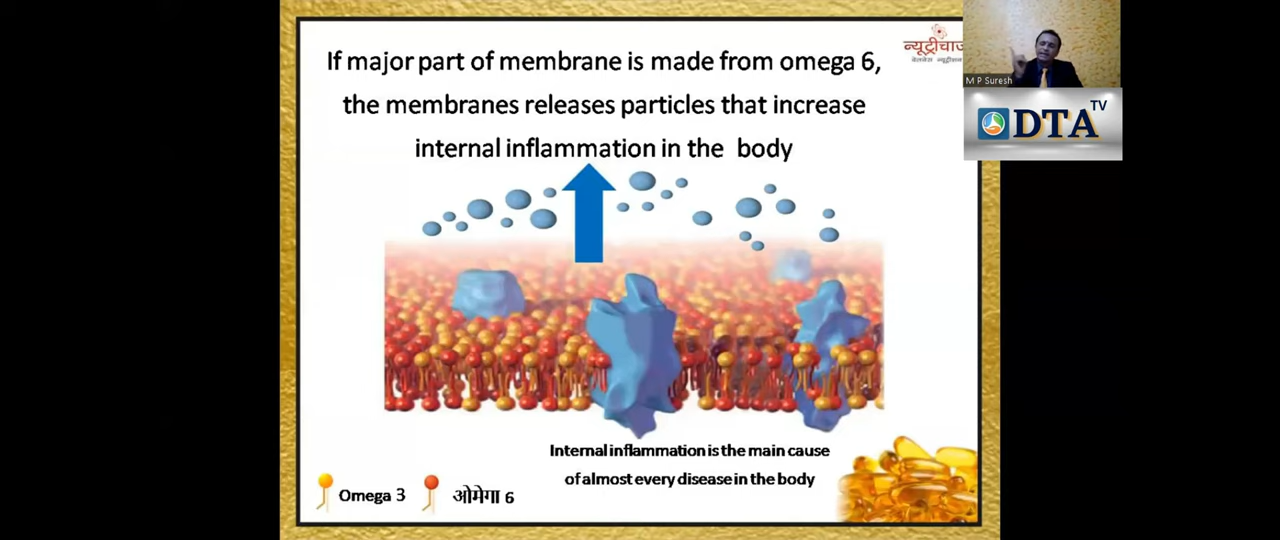 If major part of membrane is made from omega 6,
the membranes releases particles that increase
internal inflammation in the body
न्यूट्रीचार्ज
M P Suresh
DTA TV
Internal inflammation is the main cause
of almost every disease in the body
Omega 3
ओमेगा 6